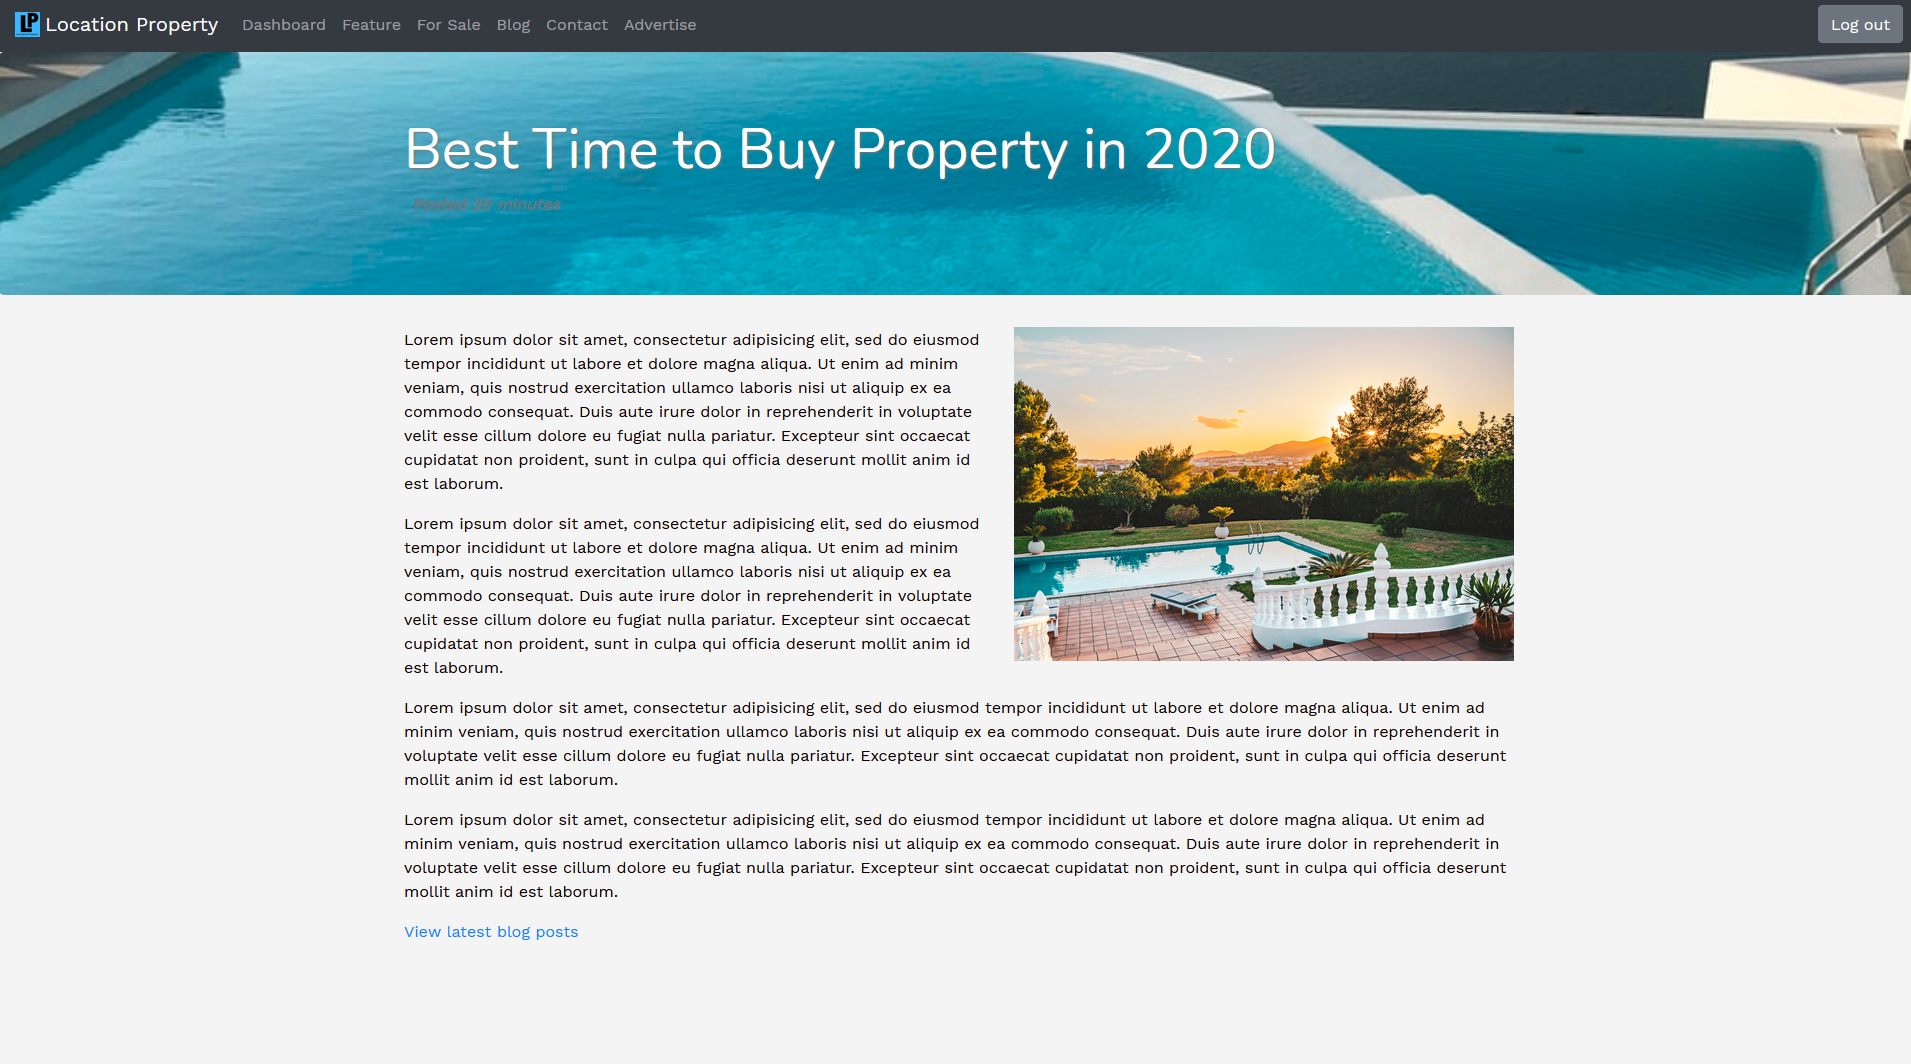 LP Location Property Dashboard Feature For Sale Blog Contact Advertise Log out
Best Time to Buy Property in 2020
Posted minutes
Lorem ipsum dolor sit amet, consectetur adipisicing elit, sed do eiusmod
tempor incididunt ut labore et dolore magna aliqua. Ut enim ad minim
veniam, quis nostrud exercitation ullamco laboris nisi ut aliquip ex ea
commodo consequat. Duis aute irure dolor in reprehenderit in voluptate
velit esse cillum dolore eu fugiat nulla pariatur. Excepteur sint occaecat
cupidatat non proident, sunt in culpa qui officia deserunt mollit anim id
est laborum.
Lorem ipsum dolor sit amet, consectetur adipisicing elit, sed do eiusmod
tempor incididunt ut labore et dolore magna aliqua. Ut enim ad minim
veniam, quis nostrud exercitation ullamco laboris nisi ut aliquip ex ea
commodo consequat. Duis aute irure dolor in reprehenderit in voluptate
velit esse cillum dolore eu fugiat nulla pariatur. Excepteur sint occaecat
cupidatat non proident, sunt in culpa qui officia deserunt mollit anim id
est laborum.
Lorem ipsum dolor sit amet, consectetur adipisicing elit, sed do eiusmod tempor incididunt ut labore et dolore magna aliqua. Ut enim ad
minim veniam, quis nostrud exercitation ullamco laboris nisi ut aliquip ex ea commodo consequat. Duis aute irure dolor in reprehenderit in
voluptate velit esse cillum dolore eu fugiat nulla pariatur. Excepteur sint occaecat cupidatat non proident, sunt in culpa qui officia deserunt
mollit anim id est laborum.
Lorem ipsum dolor sit amet, consectetur adipisicing elit, sed do eiusmod tempor incididunt ut labore et dolore magna aliqua. Ut enim ad
minim veniam, quis nostrud exercitation ullamco laboris nisi ut aliquip ex ea commodo consequat. Duis aute irure dolor in reprehenderit in
voluptate velit esse cillum dolore eu fugiat nulla pariatur. Excepteur sint occaecat cupidatat non proident, sunt in culpa qui officia deserunt
mollit anim id est laborum.
View latest blog posts